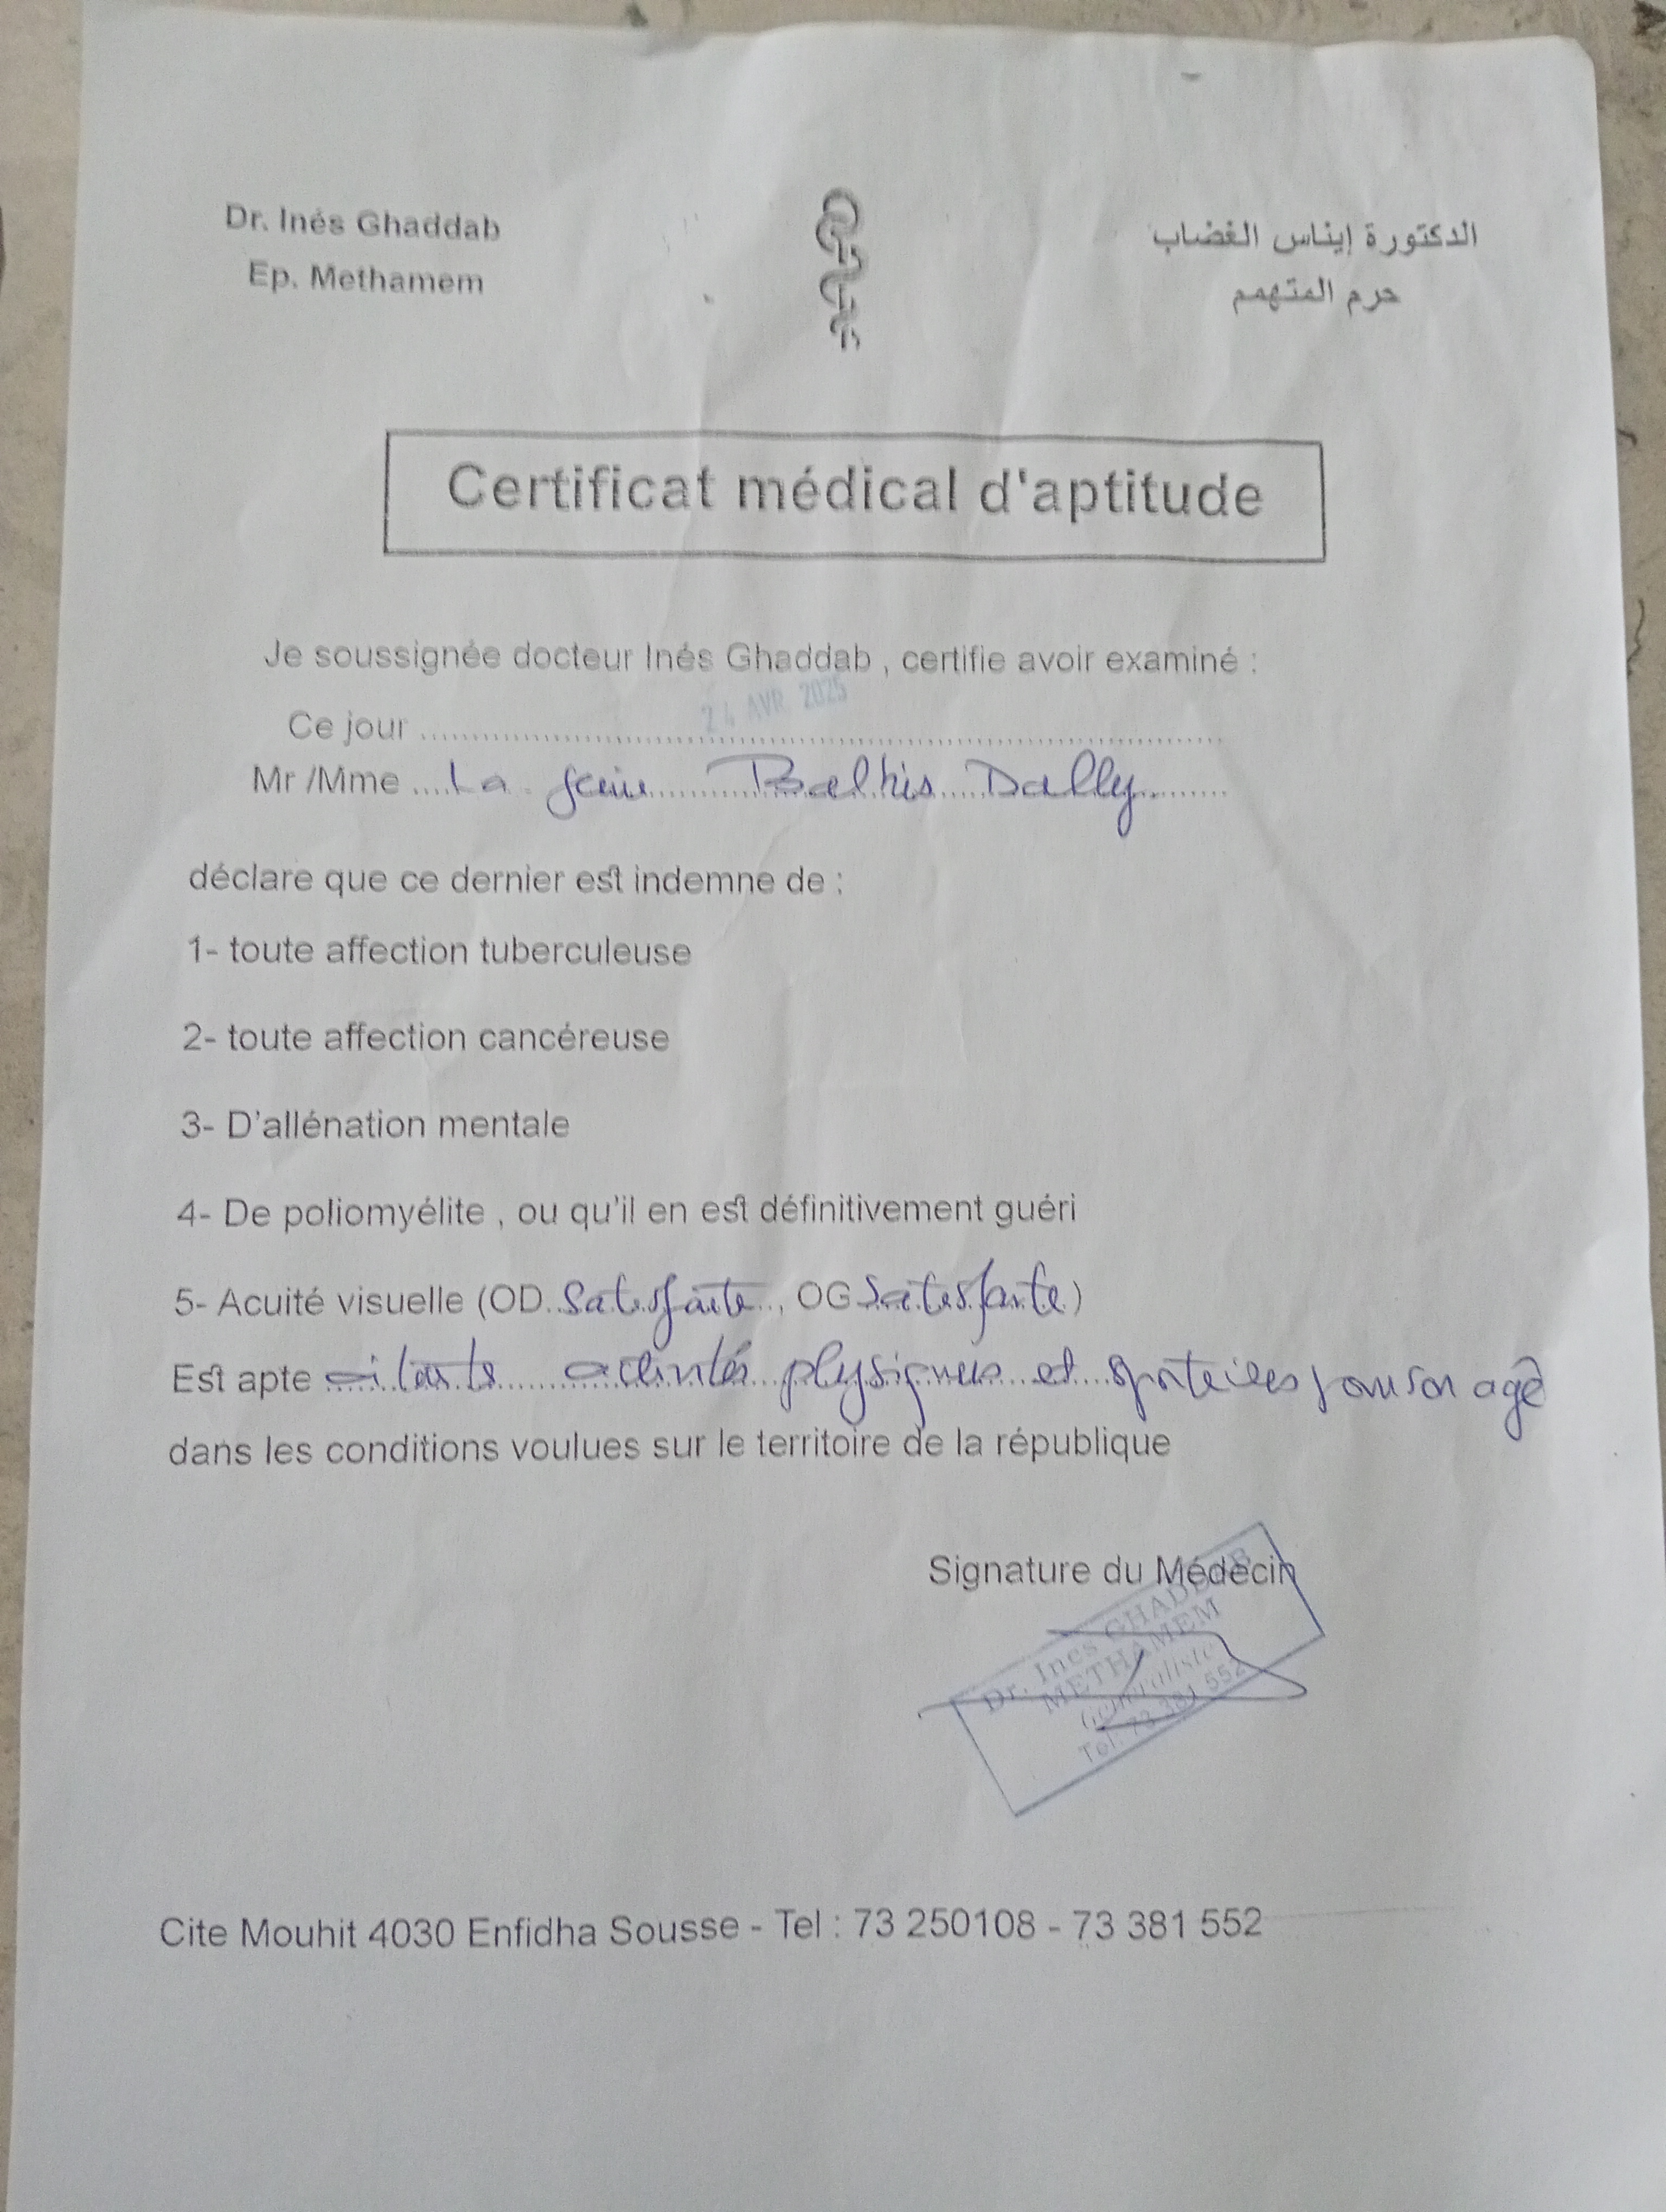 Dr. Inés Ghaddab
Ep. Methamem
الدكتورة إيناس الغضاب
حرم المتهمم
Certificat médical d'aptitude
Je soussignée docteur Inés Ghaddab , certifie avoir examiné :
Ce jour 24 AVR 2025
Mr /Mme La Balkis Dally
déclare que ce dernier est indemne de :
1- toute affection tuberculeuse
2- toute affection cancéreuse
3- D'allénation mentale
4- De poliomyélite , ou qu'il en est définitivement guéri
5- Acuité visuelle (OD Satisfaite , OG Satisfaite)
Est apte activités physiques et sportives pour son age
dans les conditions voulues sur le territoire de la république
Signature du Médecin
Dr. Ines GHADDAB
METHAMEM
Généraliste
Tel: 73 381 552
Cite Mouhit 4030 Enfidha Sousse - Tel : 73 250108 - 73 381 552